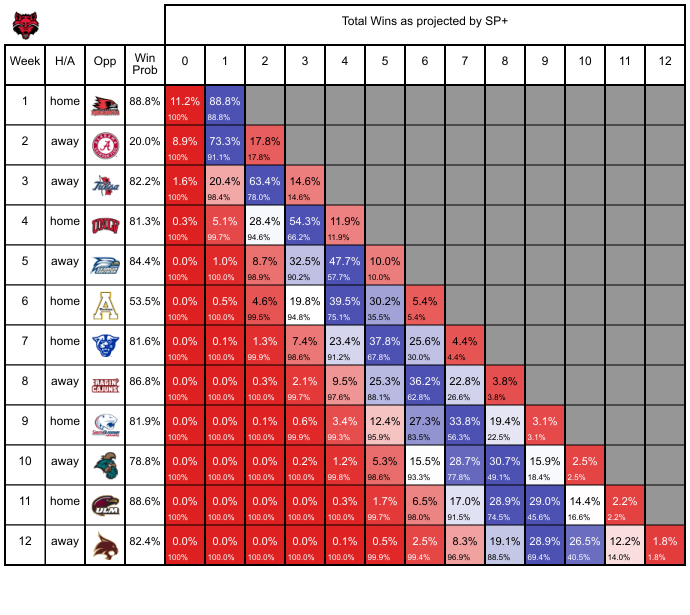 Total Wins as projected by SP+
Week H/A Opp Win Prob 0 1 2 3 4 5 6 7 8 9 10 11 12
1 home 88.8% 11.2% 88.8%
100% 88.8%
2 away A 20.0% 8.9% 73.3% 17.8%
100% 91.1% 17.8%
3 away Tulsa 82.2% 1.6% 20.4% 63.4% 14.6%
100% 98.4% 78.0% 14.6%
4 home UNLV 81.3% 0.3% 5.1% 28.4% 54.3% 11.9%
100% 99.7% 94.6% 66.2% 11.9%
5 away 84.4% 0.0% 1.0% 8.7% 32.5% 47.7% 10.0%
100% 100.0% 98.9% 90.2% 57.7% 10.0%
6 home A 53.5% 0.0% 0.5% 4.6% 19.8% 39.5% 30.2% 5.4%
100% 100.0% 99.5% 94.8% 75.1% 35.5% 5.4%
7 home 81.6% 0.0% 0.1% 1.3% 7.4% 23.4% 37.8% 25.6% 4.4%
100% 100.0% 99.9% 98.6% 91.2% 67.8% 30.0% 4.4%
8 away RAGIN CAJUNS 86.8% 0.0% 0.0% 0.3% 2.1% 9.5% 25.3% 36.2% 22.8% 3.8%
100% 100.0% 100.0% 99.7% 97.6% 88.1% 62.8% 26.6% 3.8%
9 home 81.9% 0.0% 0.0% 0.1% 0.6% 3.4% 12.4% 27.3% 33.8% 19.4% 3.1%
100% 100.0% 100.0% 99.9% 99.3% 95.9% 83.5% 56.3% 22.5% 3.1%
10 away 78.8% 0.0% 0.0% 0.0% 0.2% 1.2% 5.3% 15.5% 28.7% 30.7% 15.9% 2.5%
100% 100.0% 100.0% 100.0% 99.8% 98.6% 93.3% 77.8% 49.1% 18.4% 2.5%
11 home ULM 88.6% 0.0% 0.0% 0.0% 0.0% 0.3% 1.7% 6.5% 17.0% 28.9% 29.0% 14.4% 2.2%
100% 100.0% 100.0% 100.0% 100.0% 99.7% 98.0% 91.5% 74.5% 45.6% 16.6% 2.2%
12 away 82.4% 0.0% 0.0% 0.0% 0.0% 0.1% 0.5% 2.5% 8.3% 19.1% 28.9% 26.5% 12.2% 1.8%
100% 100.0% 100.0% 100.0% 100.0% 99.9% 99.4% 96.9% 88.5% 69.4% 40.5% 14.0% 1.8%